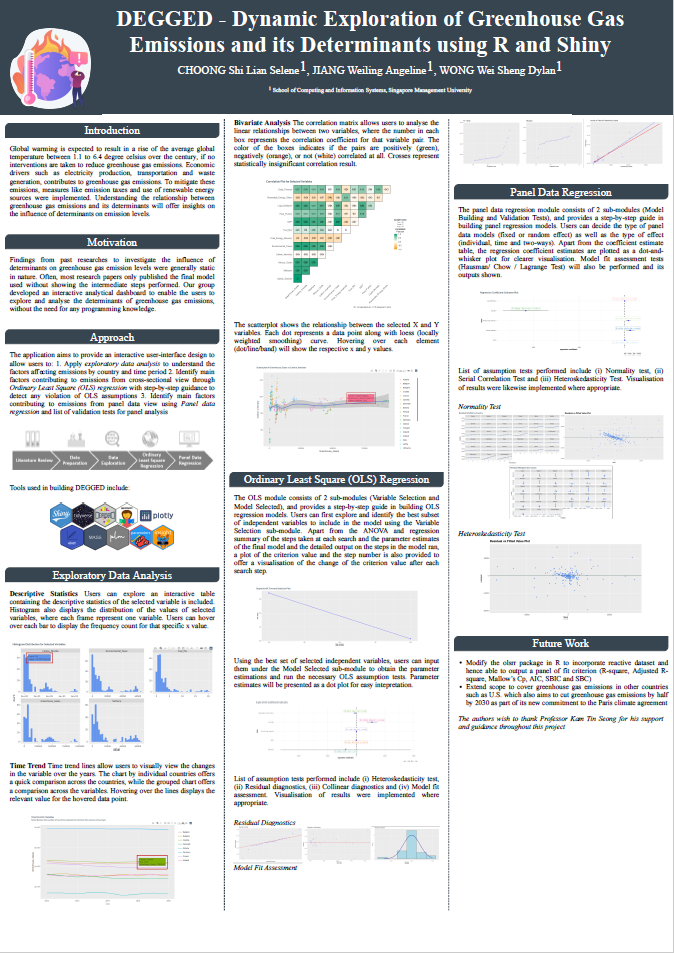 DEGGED - Dynamic Exploration of Greenhouse Gas
Emissions and its Determinants using R and Shiny
CHOONG Shi Lian Selene1, JIANG Weiling Angeline1, WONG Wei Sheng Dylan1
1 School of Computing and Information Systems, Singapore Management University
Introduction
Global warming is expected to result in a rise of the average global
temperature between 1.1 to 6.4 degree celsius over the century, if no
interventions are taken to reduce greenhouse gas emissions. Economic
drivers such as electricity production, transportation and waste
generation, contributes to greenhouse gas emissions. To mitigate these
emissions, measures like emission taxes and use of renewable energy
sources were implemented. Understanding the relationship between
greenhouse gas emissions and its determinants will offer insights on
the influence of determinants on emission levels.
Motivation
Findings from past researches to investigate the influence of
determinants on greenhouse gas emission levels were generally static
in nature. Often, most research papers only published the final model
used without showing the intermediate steps performed. Our group
developed an interactive analytical dashboard to enable the users to
explore and analyse the determinants of greenhouse gas emissions,
without the need for any programming knowledge.
Approach
The application aims to provide an interactive user-interface design to
allow users to: 1. Apply exploratory data analysis to understand the
factors affecting emissions by country and time period 2. Identify main
factors contributing to emissions from cross-sectional view through
Ordinary Least Square (OLS) regression with step-by-step guidance to
detect any violation of OLS assumptions 3. Identify main factors
contributing to emissions from panel data view using Panel data
regression and list of validation tests for panel analysis
Literature Review
Data
Preparation
Data
Exploration
Ordinary
Least Square
Regression
Panel Data
Regression
Tools used in building DEGGED include:
Shiny
plotly
Exploratory Data Analysis
Descriptive Statistics Users can explore an interactive table
containing the descriptive statistics of the selected variable is included.
Histogram also displays the distribution of the values of selected
variables, where each frame represent one variable. Users can hover
over each bar to display the frequency count for that specific x value.
Time Trend Time trend lines allow users to visually view the changes
in the variable over the years. The chart by individual countries offers
a quick comparison across the countries, while the grouped chart offers
a comparison across the variables. Hovering over the lines displays the
relevant value for the hovered data point.
Bivariate Analysis The correlation matrix allows users to analyse the
linear relationships between two variables, where the number in each
box represents the correlation coefficient for that variable pair. The
color of the boxes indicates if the pairs are positively (green),
negatively (orange), or not (white) correlated at all. Crosses represent
statistically insignificant correlation result.
The scatterplot shows the relationship between the selected X and Y
variables. Each dot represents a data point along with loess (locally
weighted smoothing) curve. Hovering over each element
(dot/line/band) will show the respective x and y values.
Ordinary Least Square (OLS) Regression
The OLS module consists of 2 sub-modules (Variable Selection and
Model Selected), and provides a step-by-step guide in building OLS
regression models. Users can first explore and identify the best subset
of independent variables to include in the model using the Variable
Selection sub-module. Apart from the ANOVA and regression
summary of the steps taken at each search and the parameter estimates
of the final model and the detailed output on the steps in the model ran,
a plot of the criterion value and the step number is also provided to
offer a visualisation of the change of the criterion value after each
search step.
Using the best set of selected independent variables, users can input
them under the Model Selected sub-module to obtain the parameter
estimations and run the necessary OLS assumption tests. Parameter
estimates will be presented as a dot plot for easy intepretation.
List of assumption tests performed include (i) Heteroskedasticity test,
(ii) Residual diagnostics, (iii) Collinear diagnostics and (iv) Model fit
assessment. Visualisation of results were implemented where
appropriate.
Residual Diagnostics
Model Fit Assessment
Panel Data Regression
The panel data regression module consists of 2 sub-modules (Model
Building and Validation Tests), and provides a step-by-step guide in
building panel regression models. Users can decide the type of panel
data models (fixed or random effect) as well as the type of effect
(individual, time and two-ways). Apart from the coefficient estimate
table, the regression coefficient estimates are plotted as a dot-and-
whisker plot for clearer visualisation. Model fit assessment tests
(Hausman/ Chow / Lagrange Test) will also be performed and its
outputs shown.
List of assumption tests performed include (i) Normality test, (ii)
Serial Correlation Test and (iii) Heteroskedasticity Test. Visualisation
of results were likewise implemented where appropriate.
Normality Test
Heteroskedasticity Test
Future Work
• Modify the olsrr package in R to incorporate reactive dataset and
hence able to output a panel of fit criterion (R-square, Adjusted R-
square, Mallow's Cp, AIC, SBIC and SBC)
• Extend scope to cover greenhouse gas emissions in other countries
such as U.S. which also aims to cut greenhouse gas emissions by half
by 2030 as part of its new commitment to the Paris climate agreement
The authors wish to thank Professor Kam Tin Seong for his support
and guidance throughout this project